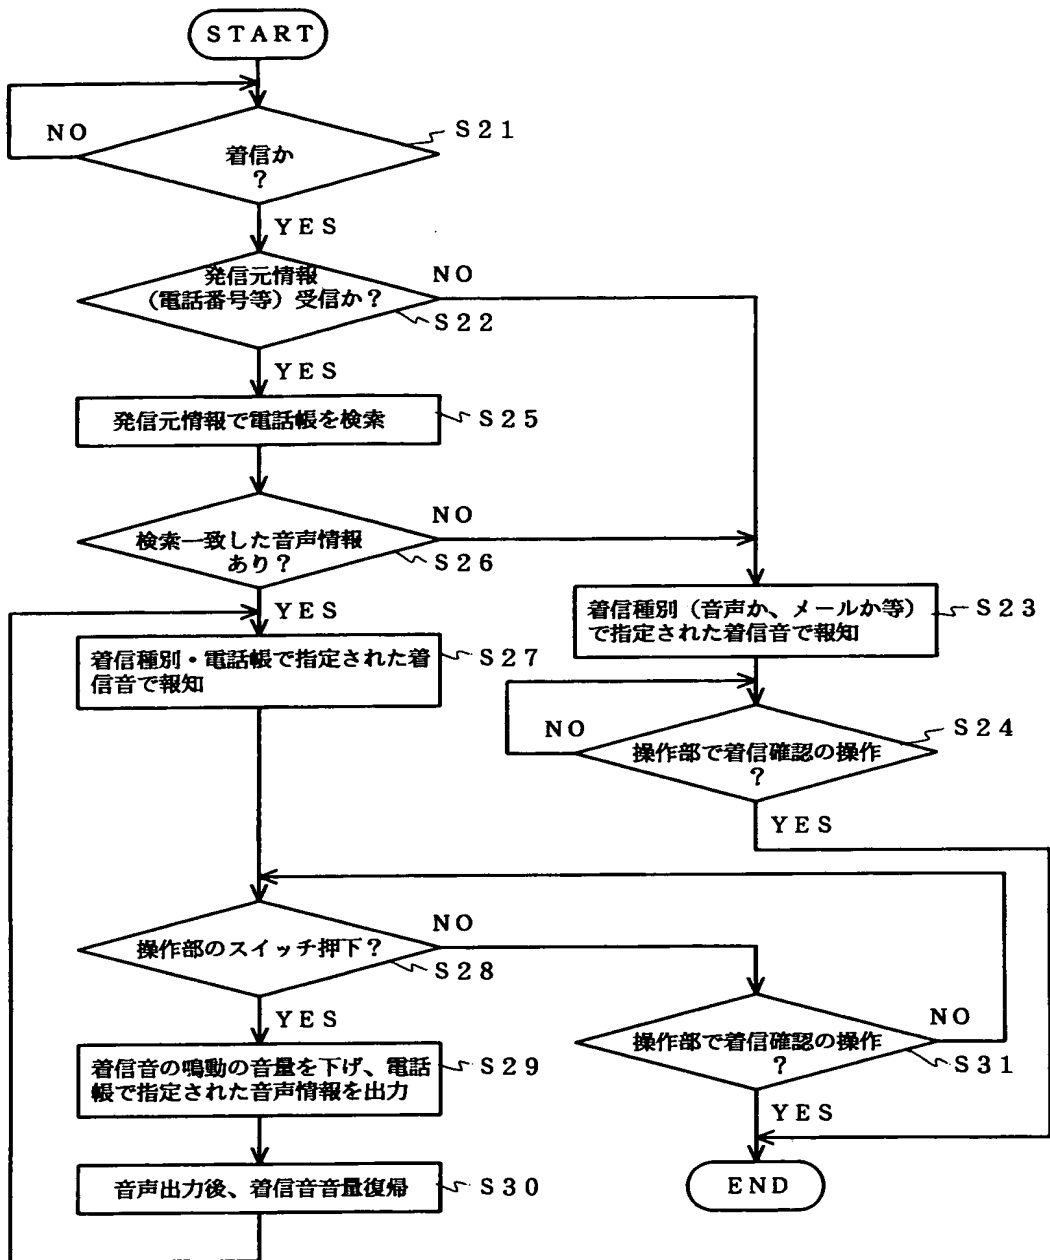 START
NO
着信か
?
S21
YES
発信元情報
(電話番号等)受信か?
NO
S22
YES
発信元情報で電話帳を検索
S25
検索一致した音声情報
あり?
NO
S26
YES
着信種別(音声か、メールか等)
で指定された着信音で報知
S23
着信種別・電話帳で指定された着
信音で報知
S27
NO
操作部で着信確認の操作
?
S24
YES
操作部のスイッチ押下?
NO
S28
YES
操作部で着信確認の操作
?
NO
S31
着信音の鳴動の音量を下げ、電話
帳で指定された音声情報を出力
S29
YES
音声出力後、着信音音量復帰
S30
END